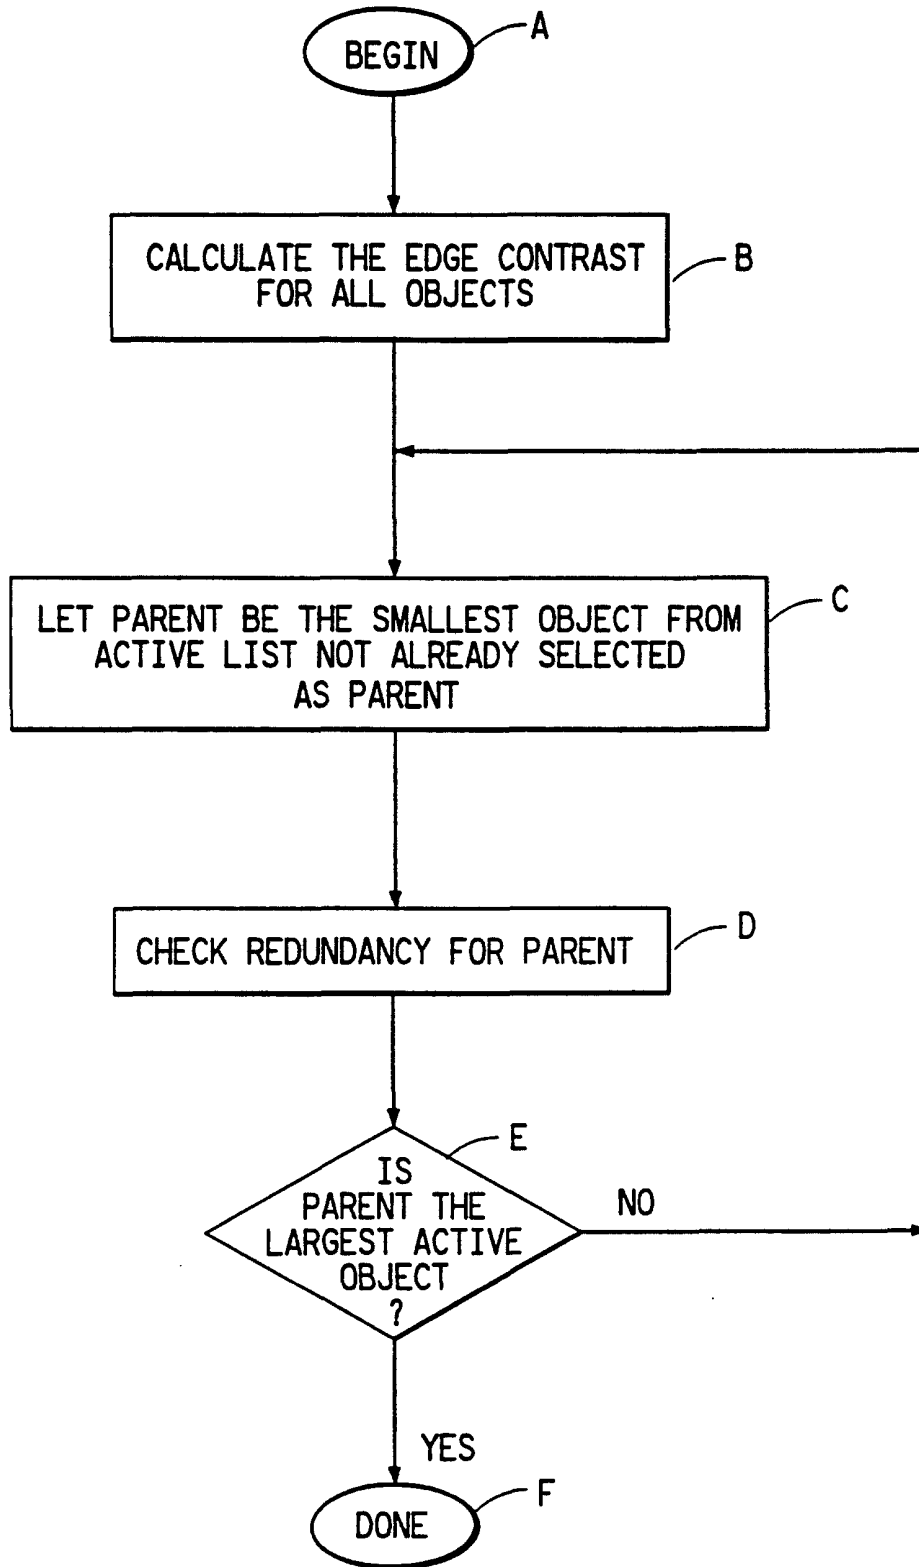 BEGIN
A
CALCULATE THE EDGE CONTRAST
FOR ALL OBJECTS
B
LET PARENT BE THE SMALLEST OBJECT FROM
ACTIVE LIST NOT ALREADY SELECTED
AS PARENT
C
CHECK REDUNDANCY FOR PARENT
D
E
IS
PARENT THE
LARGEST ACTIVE
OBJECT
?
NO
YES
DONE
F